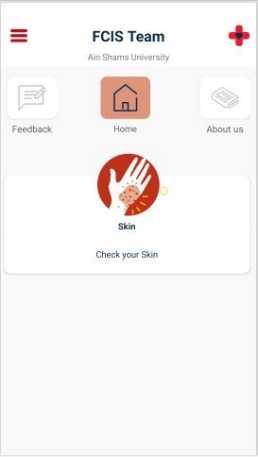 FCIS Team
Ain Shams University
Feedback
Home
About us
Skin
Check your Skin